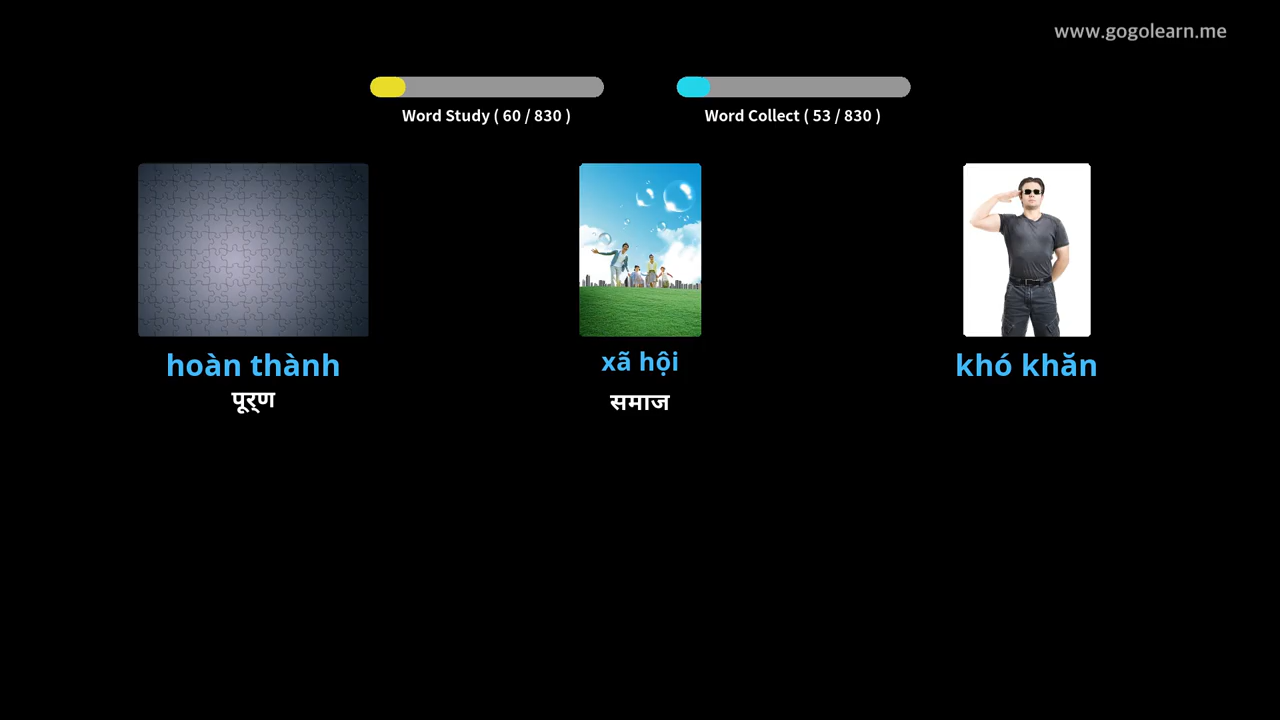 www.gogolearn.me
Word Study ( 60 / 830 )
Word Collect ( 53 / 830 )
hoàn thành
पूर्ण
xã hội
समाज
khó khăn